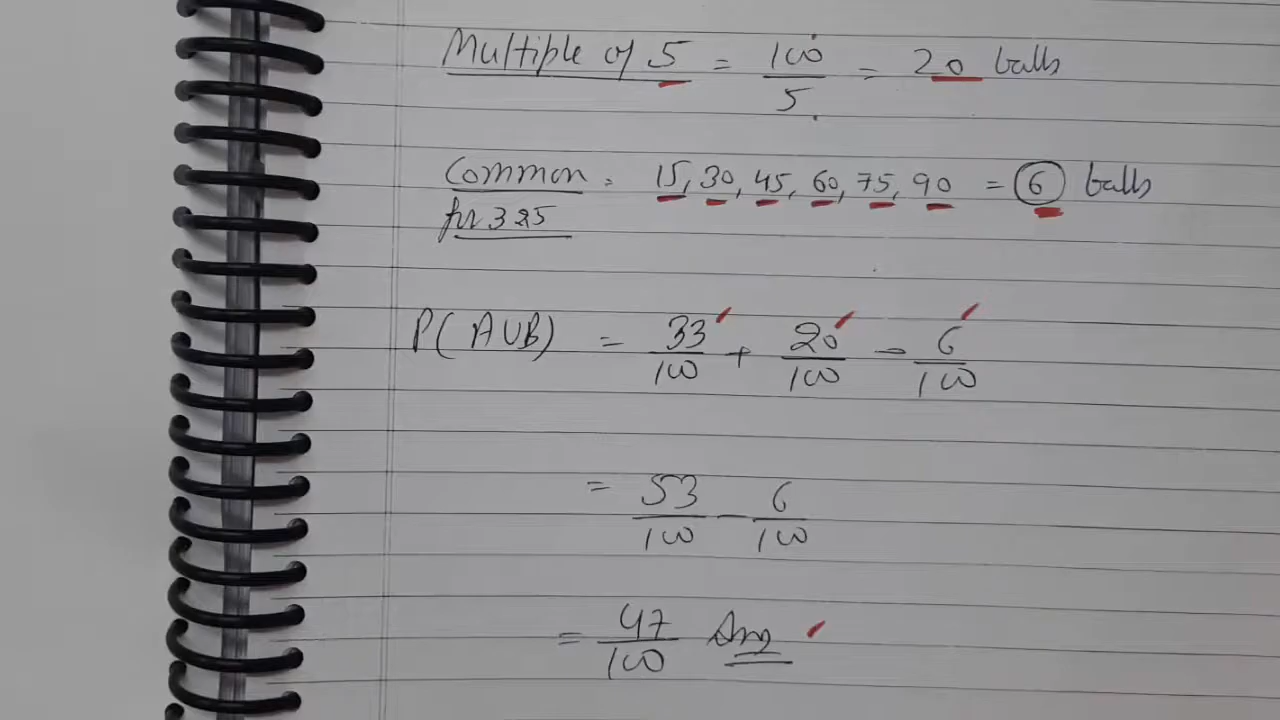 Multiple of 5 = 100/5 = 20 balls
Common = 15, 30, 45, 60, 75, 90 = 6 balls
for 3 & 5
P(AUB) = 33/100 + 20/100 - 6/100
= 53/100 - 6/100
= 47/100 Ans